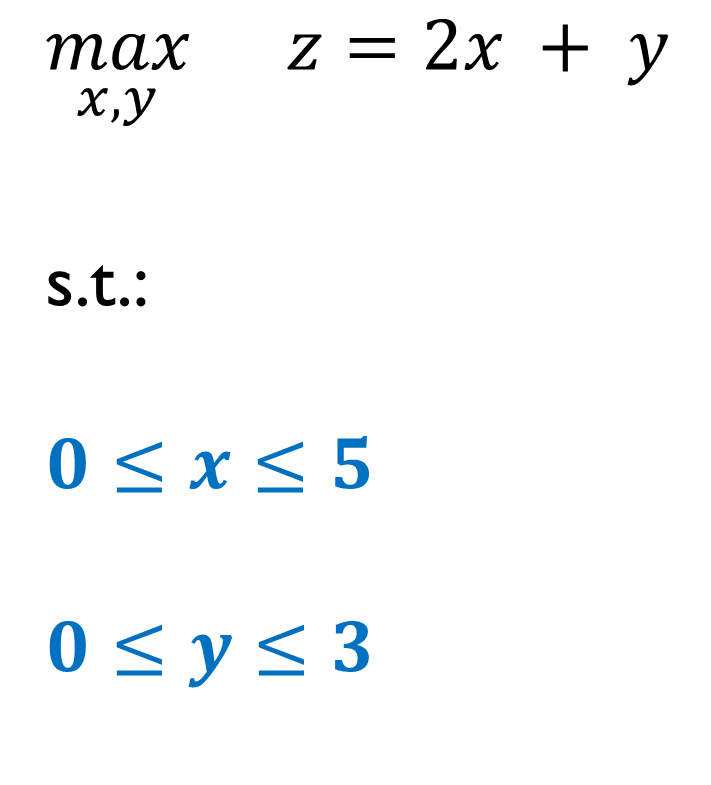 max z = 2x + y
x,y
s.t.:
0 ≤ x ≤ 5
0 ≤ y ≤ 3